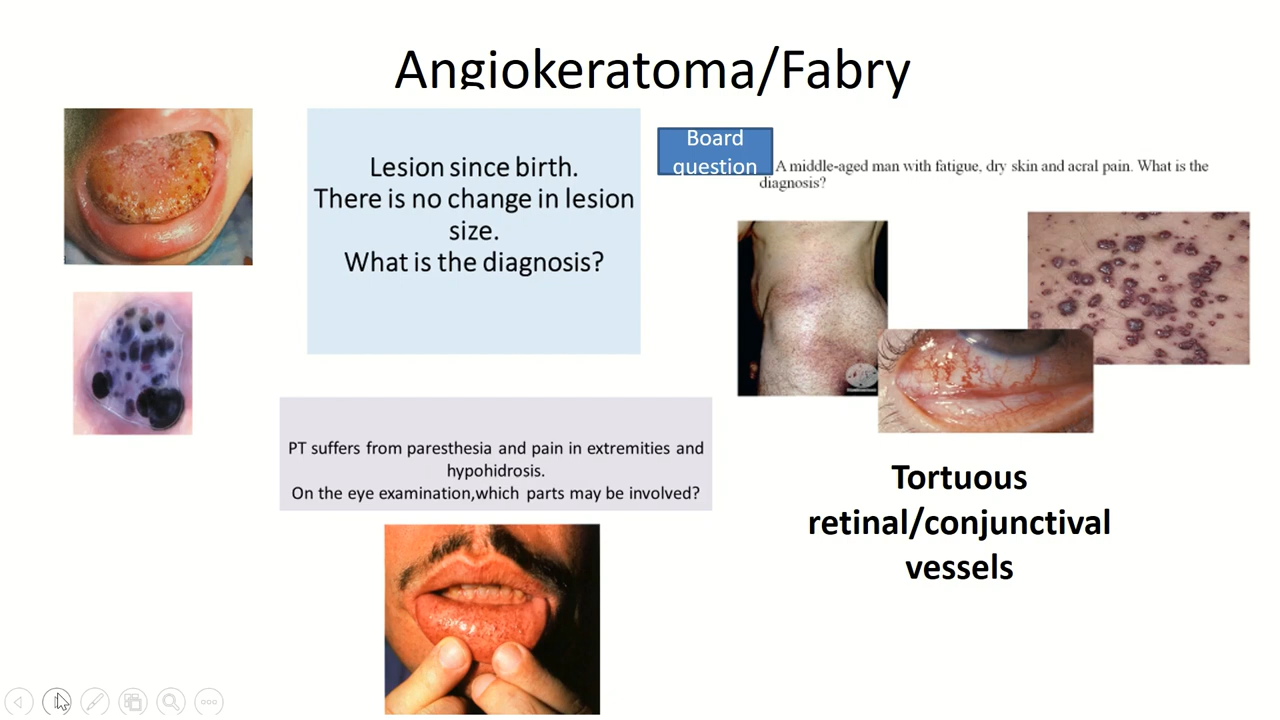 Angiokeratoma/Fabry
Lesion since birth.
There is no change in lesion
size.
What is the diagnosis?
Board
question
A middle-aged man with fatigue, dry skin and acral pain. What is the
diagnosis?
PT suffers from paresthesia and pain in extremities and
hypohidrosis.
On the eye examination,which parts may be involved?
Tortuous
retinal/conjunctival
vessels